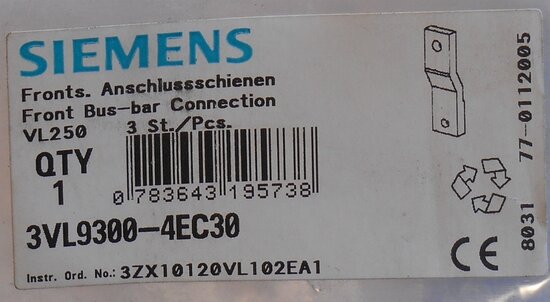 SIEMENS
Fronts. Anschlussschienen
Front Bus-bar Connection
VL250 3 St./Pcs.
QTY
1
0 783643 195738
3VL9300-4EC30
Instr. Ord. No.: 3ZX10120VL102EA1
8031 77-0112005
CE